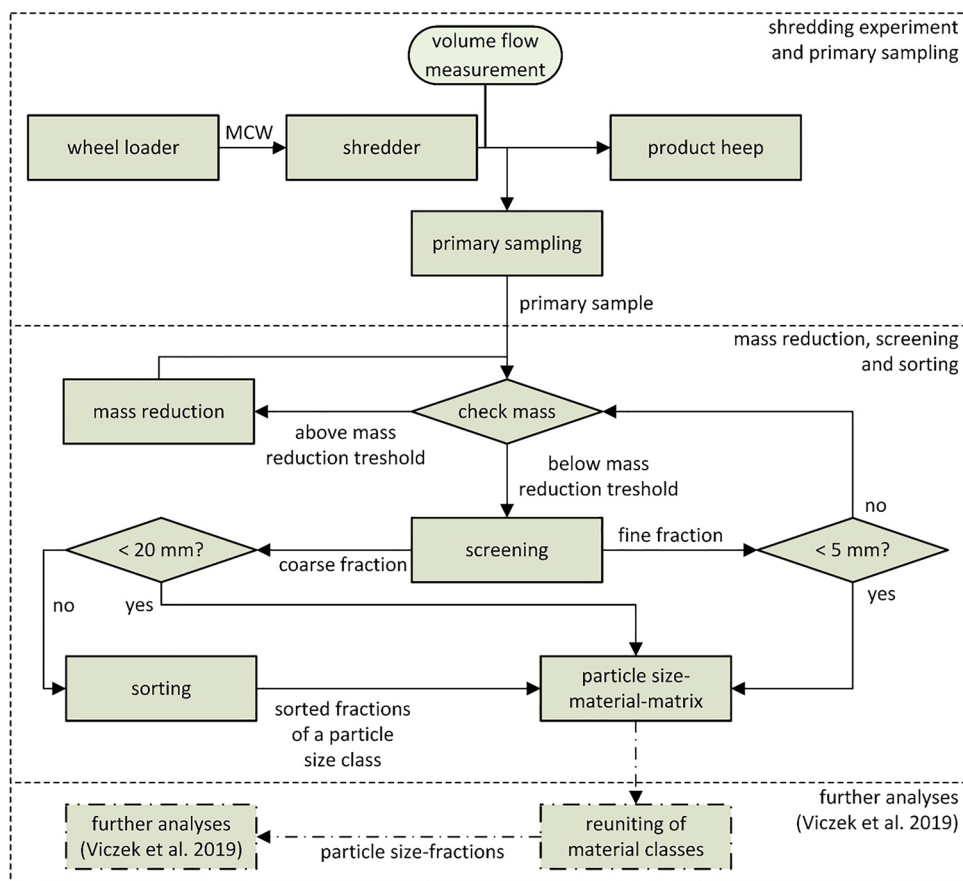 shredding experiment
and primary sampling
volume flow
measurement
wheel loader
MCW
shredder
product heep
primary sampling
primary sample
mass reduction, screening
and sorting
mass reduction
check mass
above mass
reduction treshold
below mass
reduction treshold
no
< 20 mm?
coarse fraction
screening
fine fraction
< 5 mm?
no
yes
yes
sorting
sorted fractions
of a particle
size class
particle size-
material-matrix
further analyses
(Viczek et al. 2019)
further analyses
(Viczek et al. 2019)
particle size-fractions
reuniting of
material classes